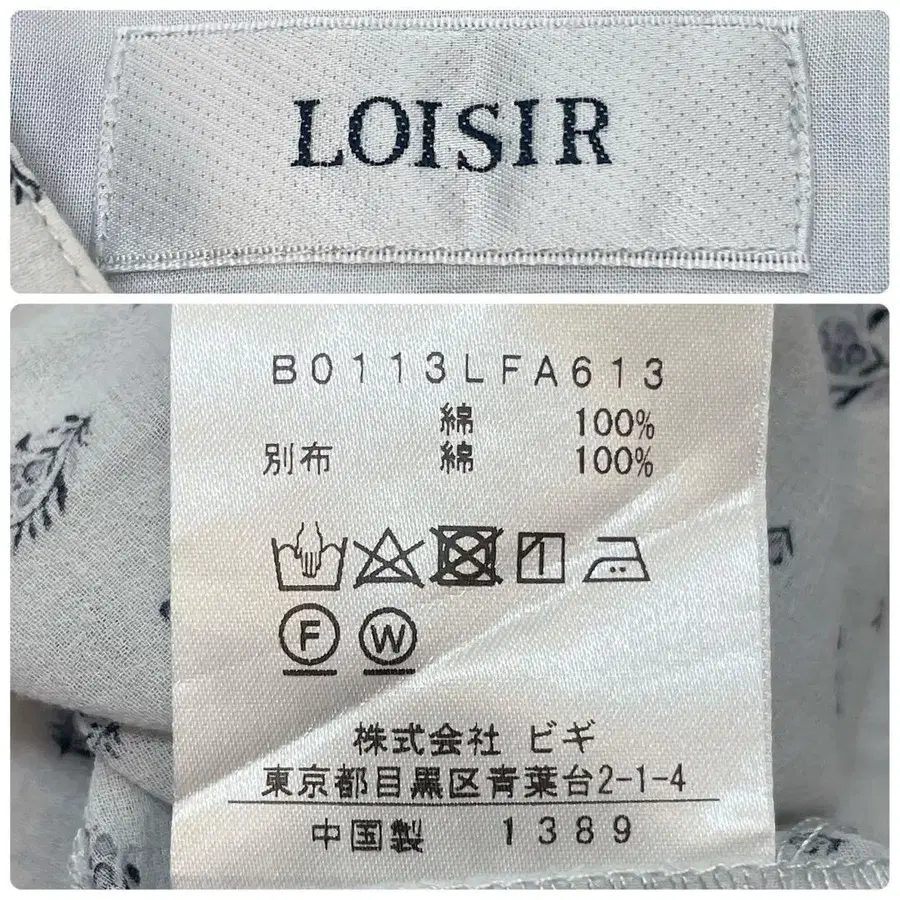 LOISIR
B0113LFA613
綿 100%
別布 綿 100%
F W
株式会社 ビギ
東京都目黒区青葉台2-1-4
中国製 1389